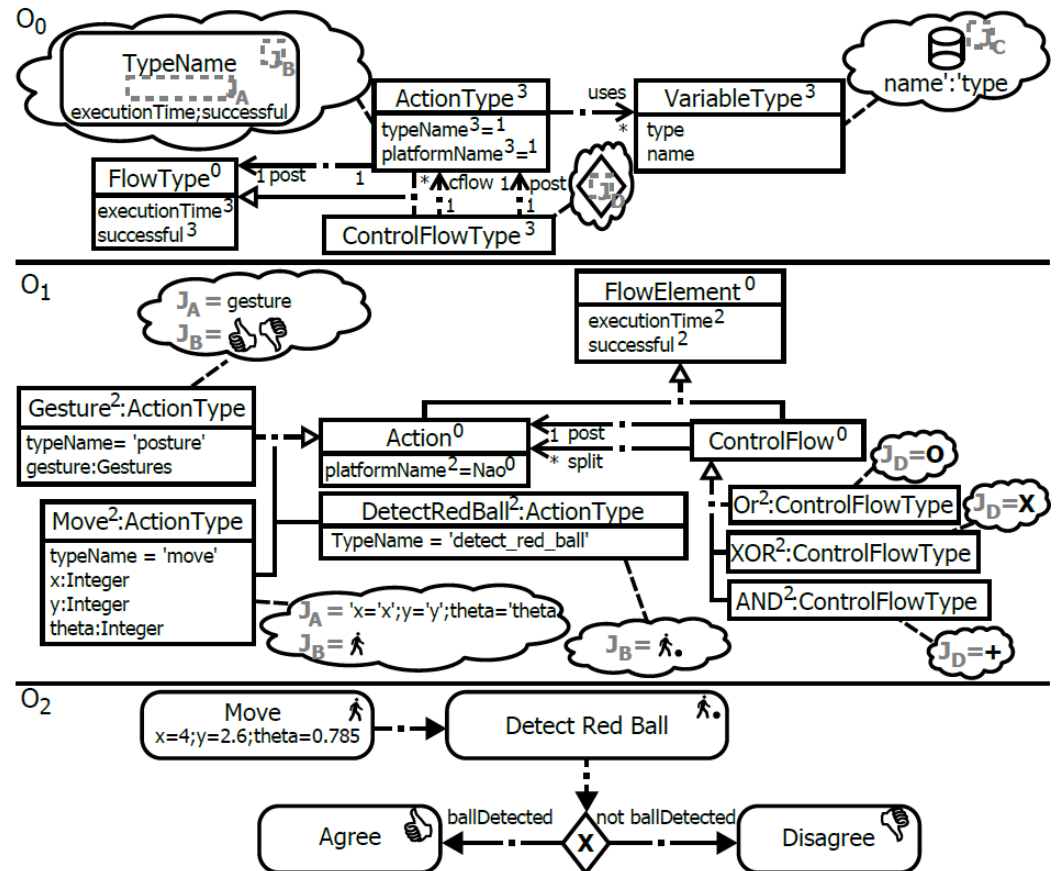 O0
TypeName
JB
JA
executionTime;successful
ActionType3
typeName3=1
platformName3=1
uses
*
VariableType3
type
name
JC
name':'type
FlowType0
executionTime3
successful3
1 post
1
* cflow
1
1 post
1
ControlFlowType3
JD
O1
JA = gesture
JB =
FlowElement0
executionTime2
successful2
Gesture2:ActionType
typeName= 'posture'
gesture:Gestures
Action0
platformName2=Nao0
1 post
* split
ControlFlow0
JD=O
Move2:ActionType
typeName = 'move'
x:Integer
y:Integer
theta:Integer
DetectRedBall2:ActionType
TypeName = 'detect_red_ball'
Or2:ControlFlowType
JD=X
XOR2:ControlFlowType
AND2:ControlFlowType
JA = 'x='x';y='y';theta='theta
JB =
JB =
JD=+
O2
Move
x=4;y=2.6;theta=0.785
Detect Red Ball
Agree
ballDetected
X
not ballDetected
Disagree